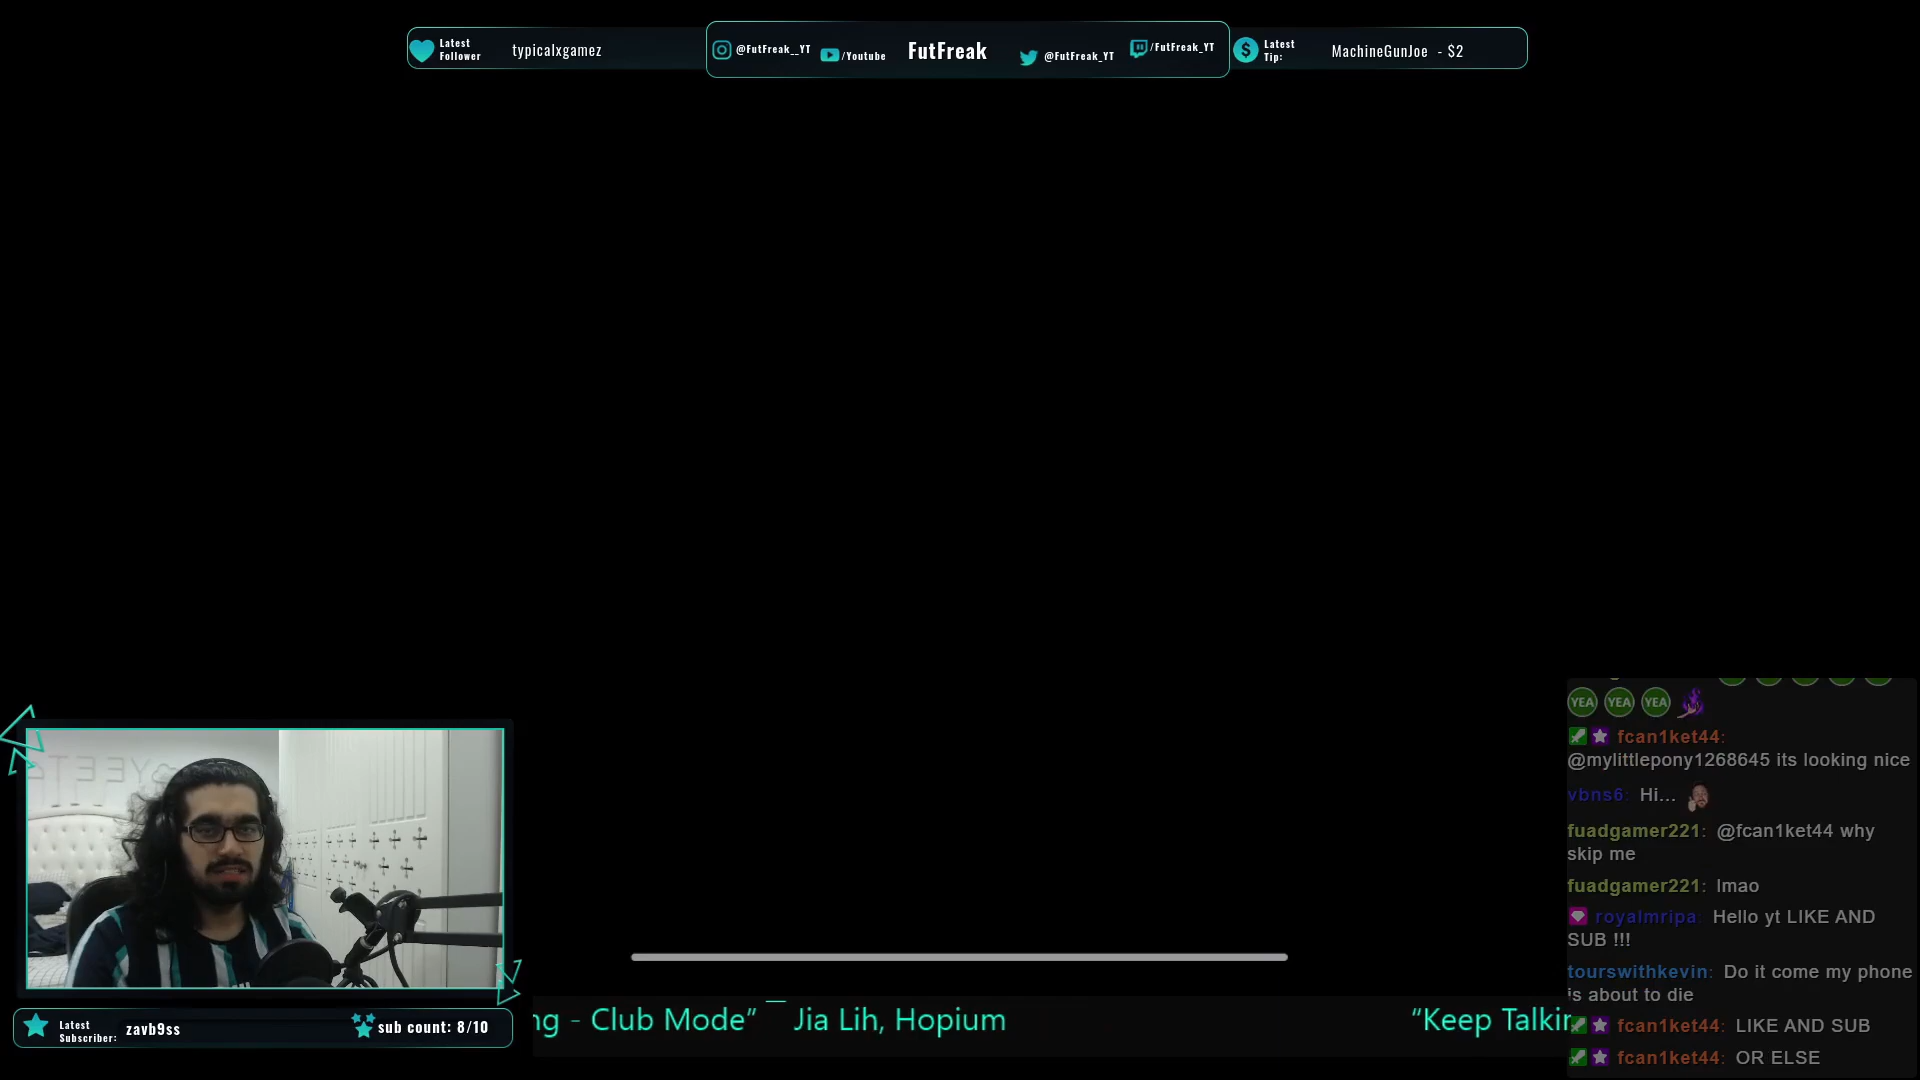 Latest
Follower
typicalxgamez
@FutFreak__YT
/Youtube
FutFreak
@FutFreak_YT
/FutFreak_YT
Latest
Tip:
MachineGunJoe - $2
YEA YEA YEA
fcan1ket44:
@mylittlepony1268645 its looking nice
vbns6: Hi...
fuadgamer221: @fcan1ket44 why
skip me
fuadgamer221: lmao
royalmripa: Hello yt LIKE AND
SUB !!!
tourswithkevin: Do it come my phone
is about to die
fcan1ket44: LIKE AND SUB
fcan1ket44: OR ELSE
Latest
Subscriber:
zavb9ss
sub count: 8/10
ng - Club Mode” — Jia Lih, Hopium
“Keep Talkin